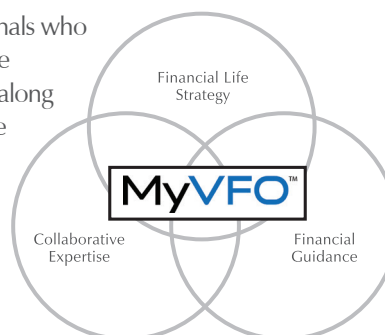 nals who
e
along
e
Financial Life
Strategy
MyVFO™
Collaborative
Expertise
Financial
Guidance